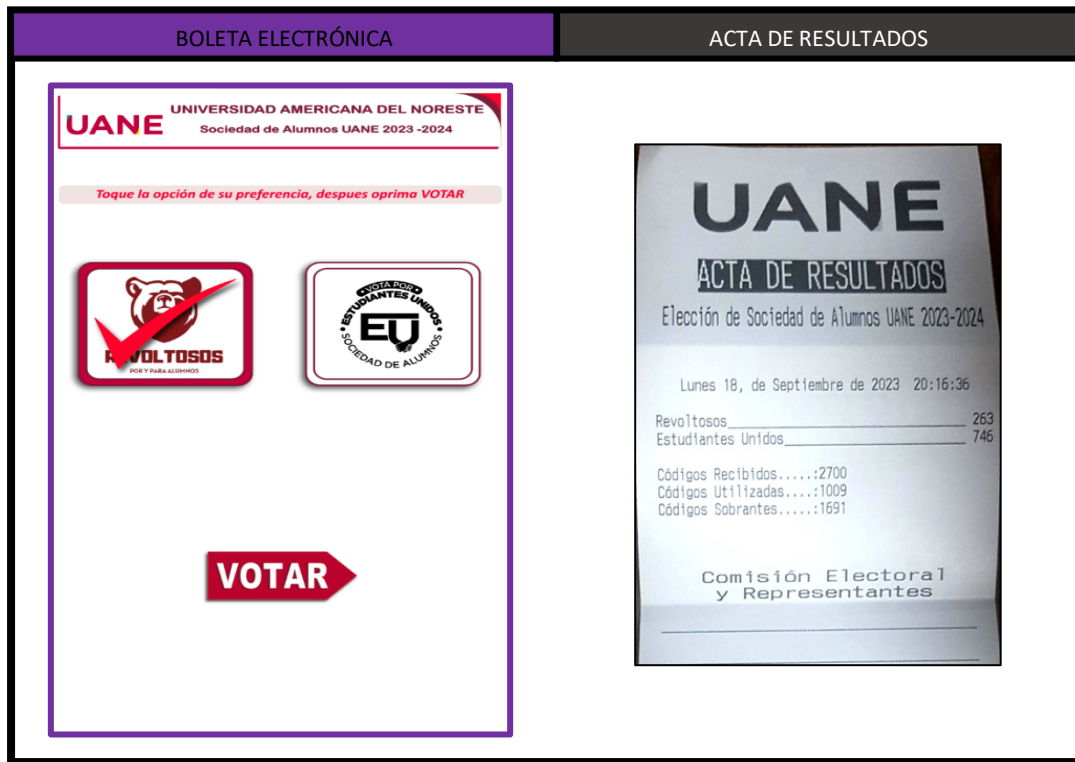 BOLETA ELECTRÓNICA
ACTA DE RESULTADOS
UANE
UNIVERSIDAD AMERICANA DEL NORESTE
Sociedad de Alumnos UANE 2023 -2024
Toque la opción de su preferencia, despues oprima VOTAR
REVOLTOSOS
POR Y PARA ALUMNOS
VOTA POR
ESTUDIANTES UNIDOS
EU
SOCIEDAD DE ALUMNOS
VOTAR
UANE
ACTA DE RESULTADOS
Elección de Sociedad de Alumnos UANE 2023-2024
Lunes 18, de Septiembre de 2023 20:16:36
Revoltosos 263
Estudiantes Unidos 746
Códigos Recibidos.....:2700
Códigos Utilizadas....:1009
Códigos Sobrantes.....:1691
Comisión Electoral
y Representantes